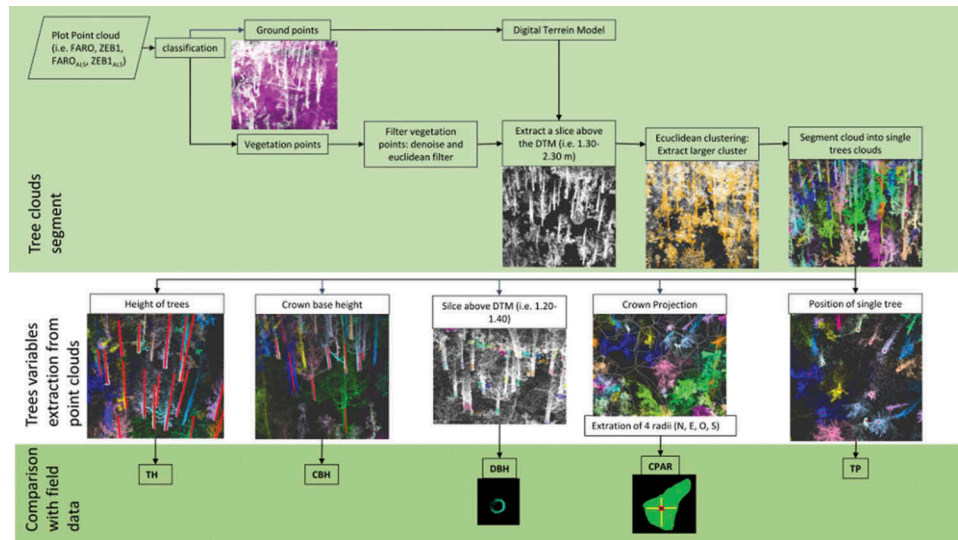 Plot Point cloud
(i.e. FARO, ZEB1,
FARO_ALS, ZEB1_ALS)
classification
Ground points
Digital Terrein Model
Vegetation points
Filter vegetation
points: denoise and
euclidean filter
Extract a slice above
the DTM (i.e. 1.30-
2.30 m)
Ecuclidean clustering:
Extract larger cluster
Segment cloud into single
trees clouds
Tree clouds
segment
Height of trees
Crown base height
Silce above DTM (i.e. 1.20-
1.40)
Crown Projection
Position of single tree
Extration of 4 radii (N, E, O, S)
Trees variables
extraction from
point clouds
TH
CBH
DBH
CPAR
TP
Comparison
with field
data